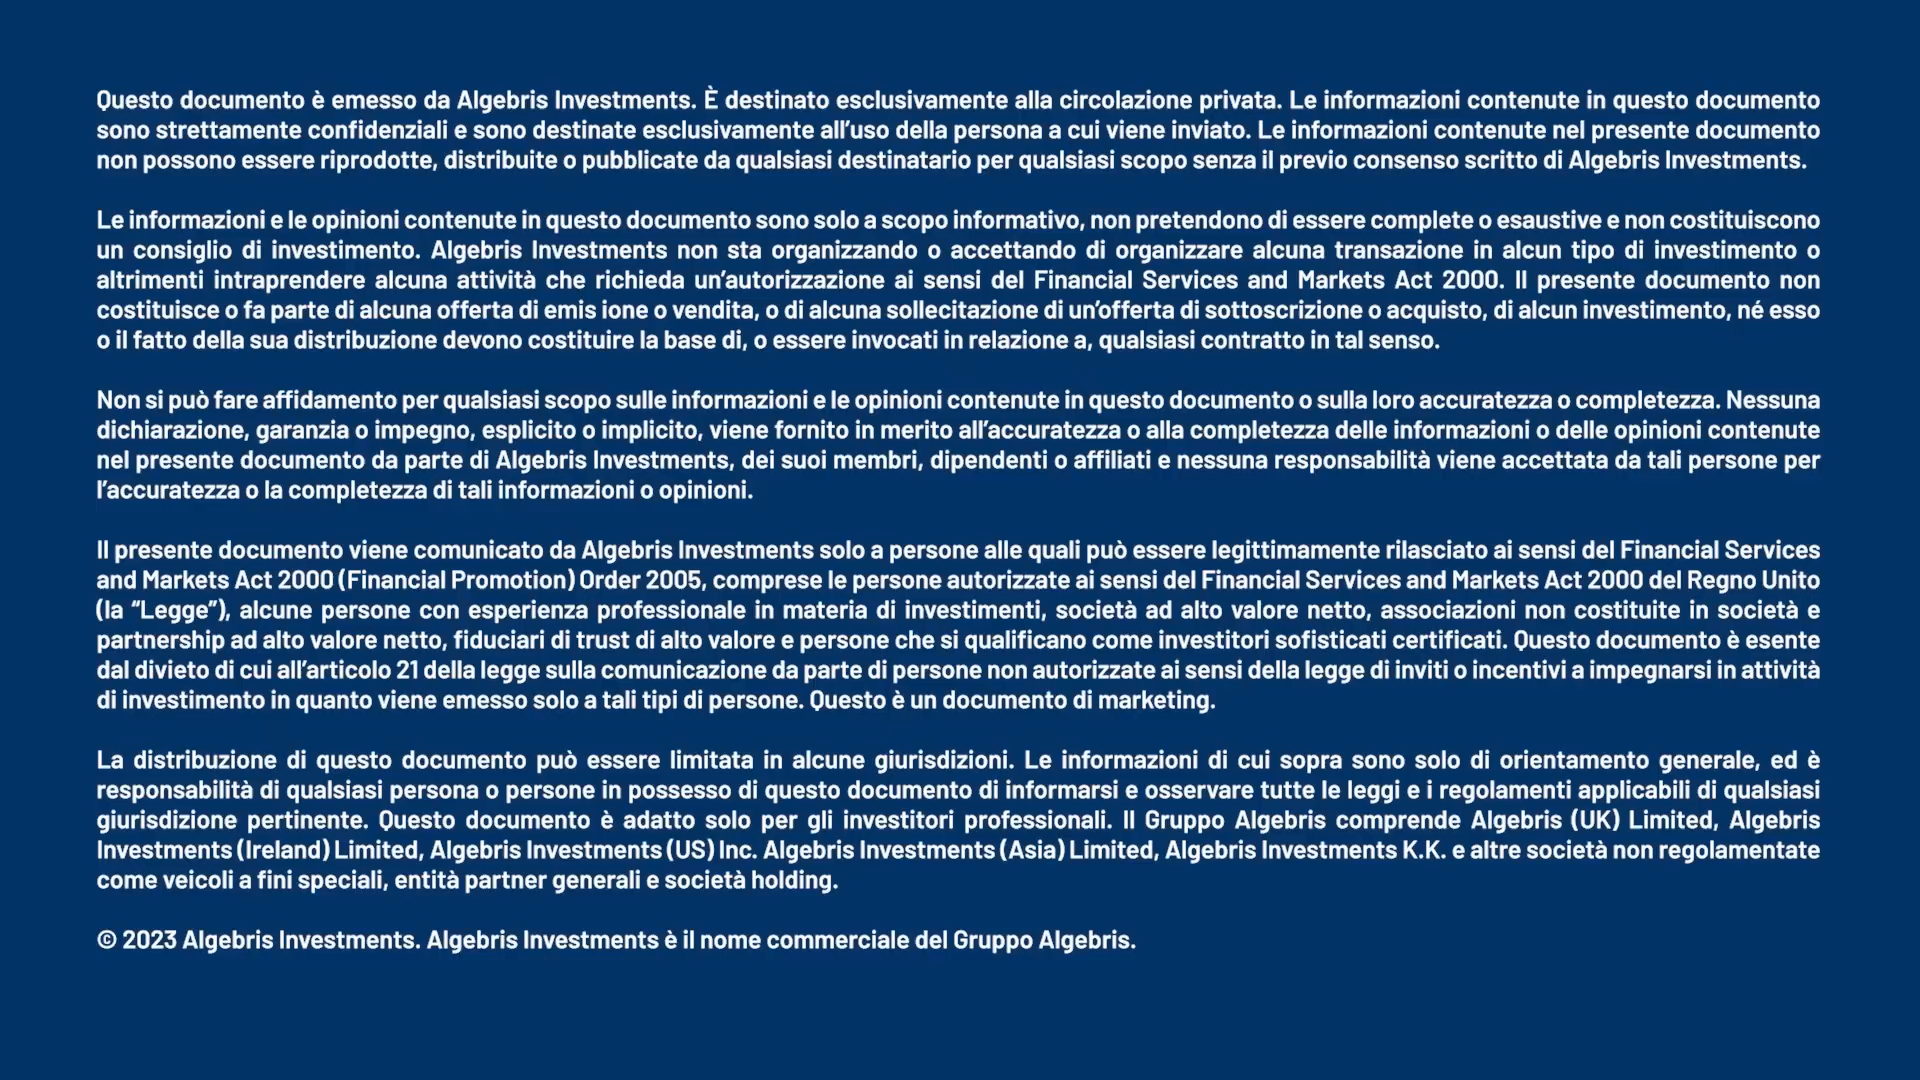 Questo documento è emesso da Algebris Investments. È destinato esclusivamente alla circolazione privata. Le informazioni contenute in questo documento
sono strettamente confidenziali e sono destinate esclusivamente all’uso della persona a cui viene inviato. Le informazioni contenute nel presente documento
non possono essere riprodotte, distribuite o pubblicate da qualsiasi destinatario per qualsiasi scopo senza il previo consenso scritto di Algebris Investments.
Le informazioni e le opinioni contenute in questo documento sono solo a scopo informativo, non pretendono di essere complete o esaustive e non costituiscono
un consiglio di investimento. Algebris Investments non sta organizzando o accettando di organizzare alcuna transazione in alcun tipo di investimento o
altrimenti intraprendere alcuna attività che richieda un’autorizzazione ai sensi del Financial Services and Markets Act 2000. Il presente documento non
costituisce o fa parte di alcuna offerta di emis ione o vendita, o di alcuna sollecitazione di un’offerta di sottoscrizione o acquisto, di alcun investimento, né esso
o il fatto della sua distribuzione devono costituire la base di, o essere invocati in relazione a, qualsiasi contratto in tal senso.
Non si può fare affidamento per qualsiasi scopo sulle informazioni e le opinioni contenute in questo documento o sulla loro accuratezza o completezza. Nessuna
dichiarazione, garanzia o impegno, esplicito o implicito, viene fornito in merito all’accuratezza o alla completezza delle informazioni o delle opinioni contenute
nel presente documento da parte di Algebris Investments, dei suoi membri, dipendenti o affiliati e nessuna responsabilità viene accettata da tali persone per
l’accuratezza o la completezza di tali informazioni o opinioni.
Il presente documento viene comunicato da Algebris Investments solo a persone alle quali può essere legittimamente rilasciato ai sensi del Financial Services
and Markets Act 2000 (Financial Promotion) Order 2005, comprese le persone autorizzate ai sensi del Financial Services and Markets Act 2000 del Regno Unito
(la “Legge”), alcune persone con esperienza professionale in materia di investimenti, società ad alto valore netto, associazioni non costituite in società e
partnership ad alto valore netto, fiduciari di trust di alto valore e persone che si qualificano come investitori sofisticati certificati. Questo documento è esente
dal divieto di cui all’articolo 21 della legge sulla comunicazione da parte di persone non autorizzate ai sensi della legge di inviti o incentivi a impegnarsi in attività
di investimento in quanto viene emesso solo a tali tipi di persone. Questo è un documento di marketing.
La distribuzione di questo documento può essere limitata in alcune giurisdizioni. Le informazioni di cui sopra sono solo di orientamento generale, ed è
responsabilità di qualsiasi persona o persone in possesso di questo documento di informarsi e osservare tutte le leggi e i regolamenti applicabili di qualsiasi
giurisdizione pertinente. Questo documento è adatto solo per gli investitori professionali. Il Gruppo Algebris comprende Algebris (UK) Limited, Algebris
Investments (Ireland) Limited, Algebris Investments (US) Inc. Algebris Investments (Asia) Limited, Algebris Investments K.K. e altre società non regolamentate
come veicoli a fini speciali, entità partner generali e società holding.
© 2023 Algebris Investments. Algebris Investments è il nome commerciale del Gruppo Algebris.